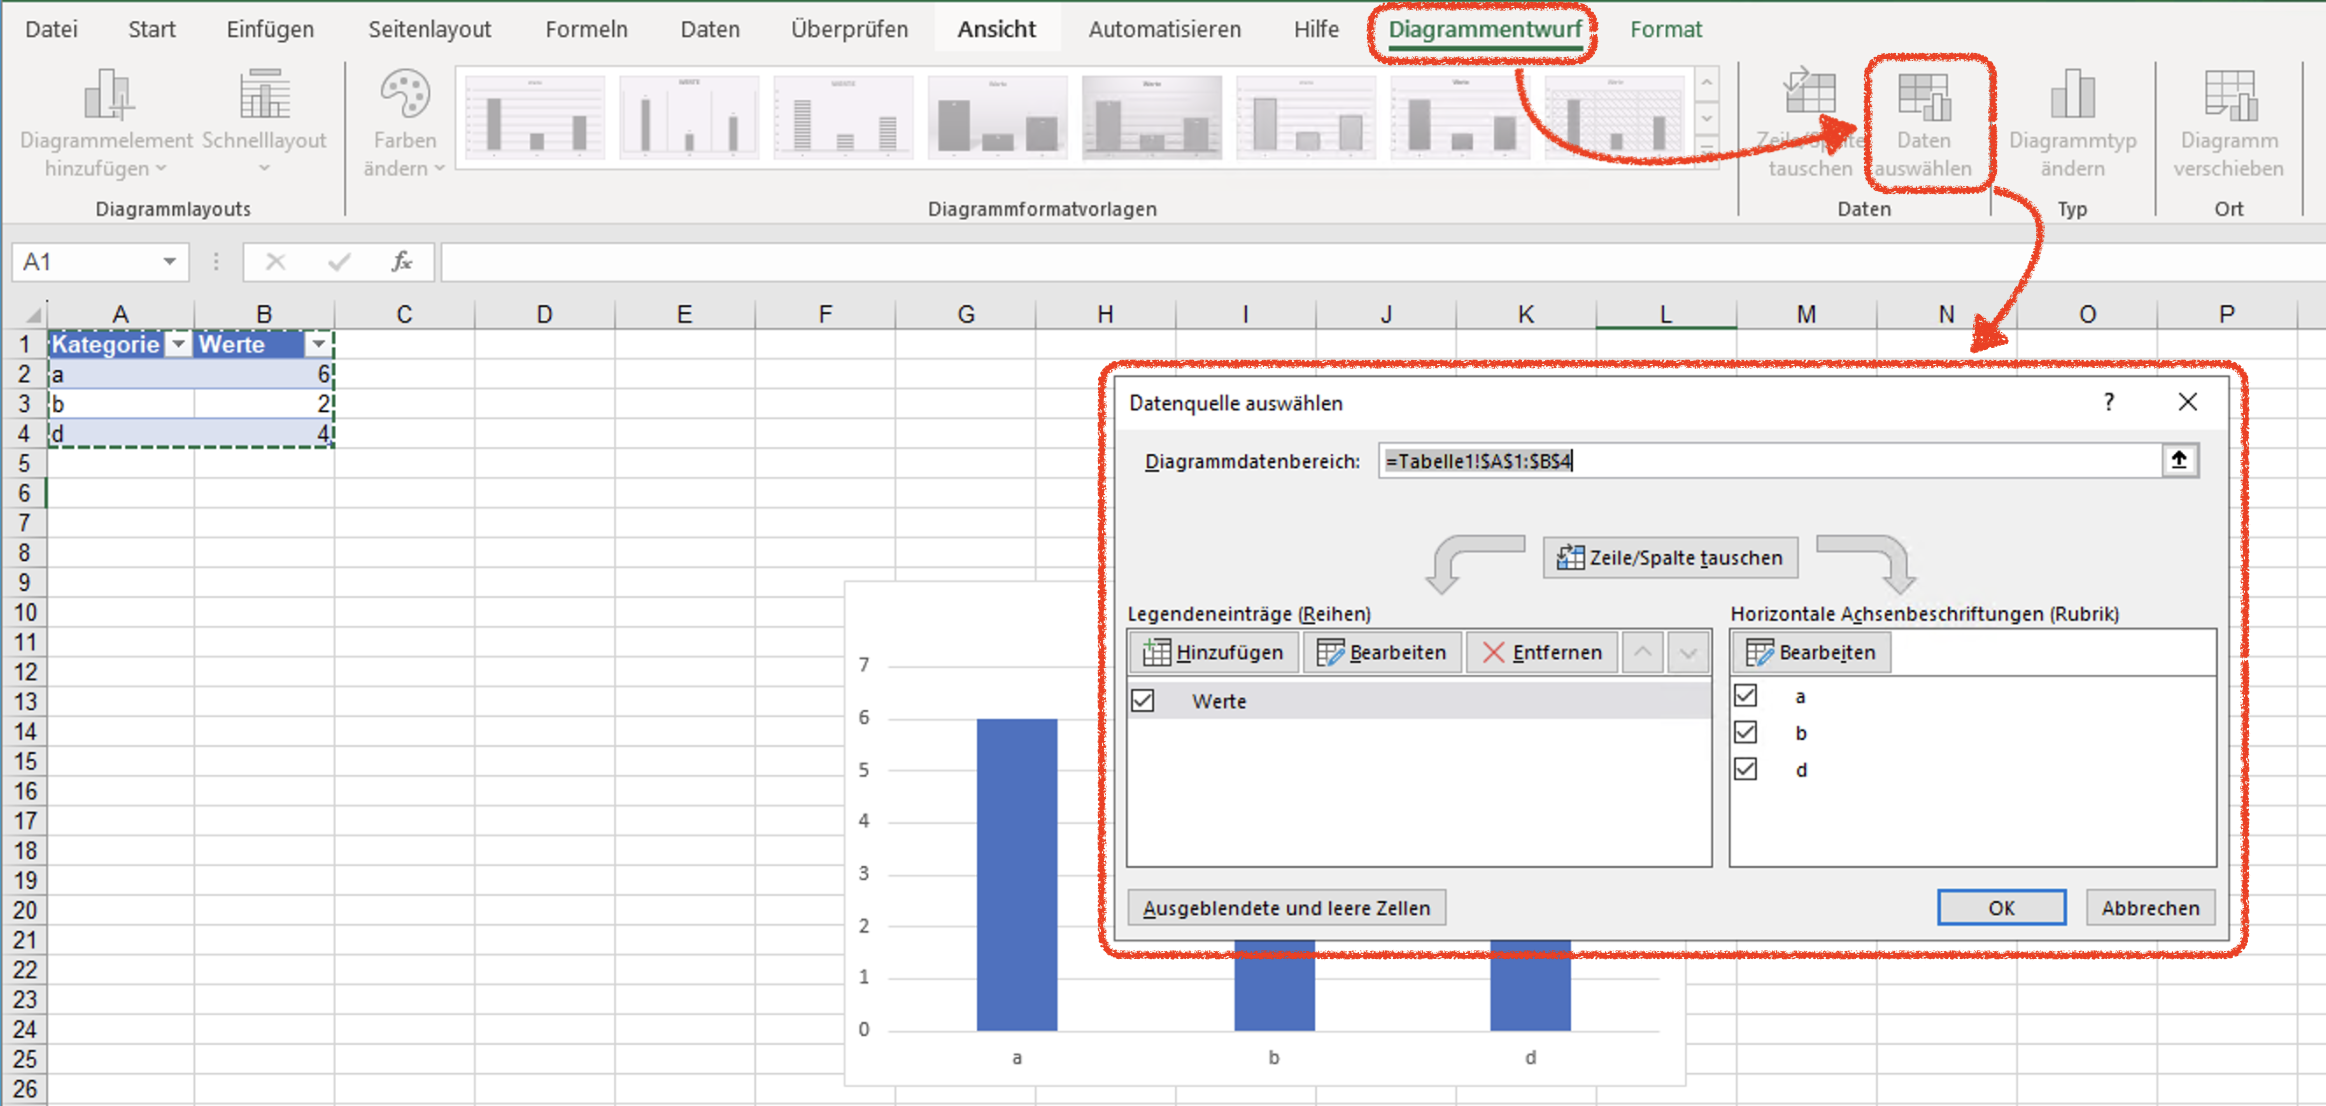 Datei Start Einfügen Seitenlayout Formeln Daten Überprüfen Ansicht Automatisieren Hilfe Diagrammentwurf Format
Diagrammelement hinzufügen
Schnelllayout
Farben ändern
Zeile/Spalte tauschen
Daten auswählen
Diagrammtyp ändern
Diagramm verschieben
Diagrammlayouts Diagrammformatvorlagen Daten Typ Ort
A1 fx
A B C D E F G H I J K L M N O P
1 Kategorie Werte
2 a 6
3 b 2
4 d 4
5
6
7
8
9
10
11
12
13
14
15
16
17
18
19
20
21
22
23
24
25
26
Datenquelle auswählen ?
Diagrammdatenbereich: =Tabelle1!$A$1:$B$4
Zeile/Spalte tauschen
Legendeneinträge (Reihen)
Hinzufügen Bearbeiten Entfernen
Werte
Horizontale Achsenbeschriftungen (Rubrik)
Bearbeiten
a
b
d
Ausgeblendete und leere Zellen OK Abbrechen
7
6
5
4
3
2
1
0
a b d